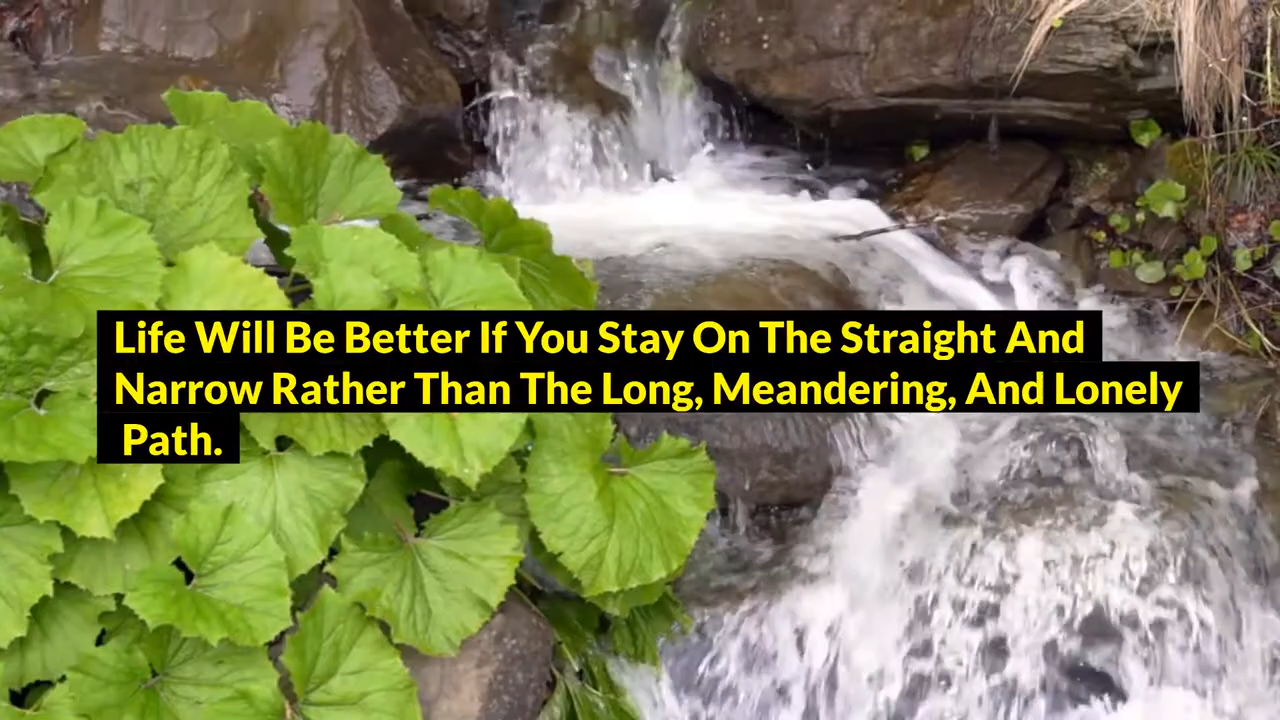 Life Will Be Better If You Stay On The Straight And
Narrow Rather Than The Long, Meandering, And Lonely
Path.